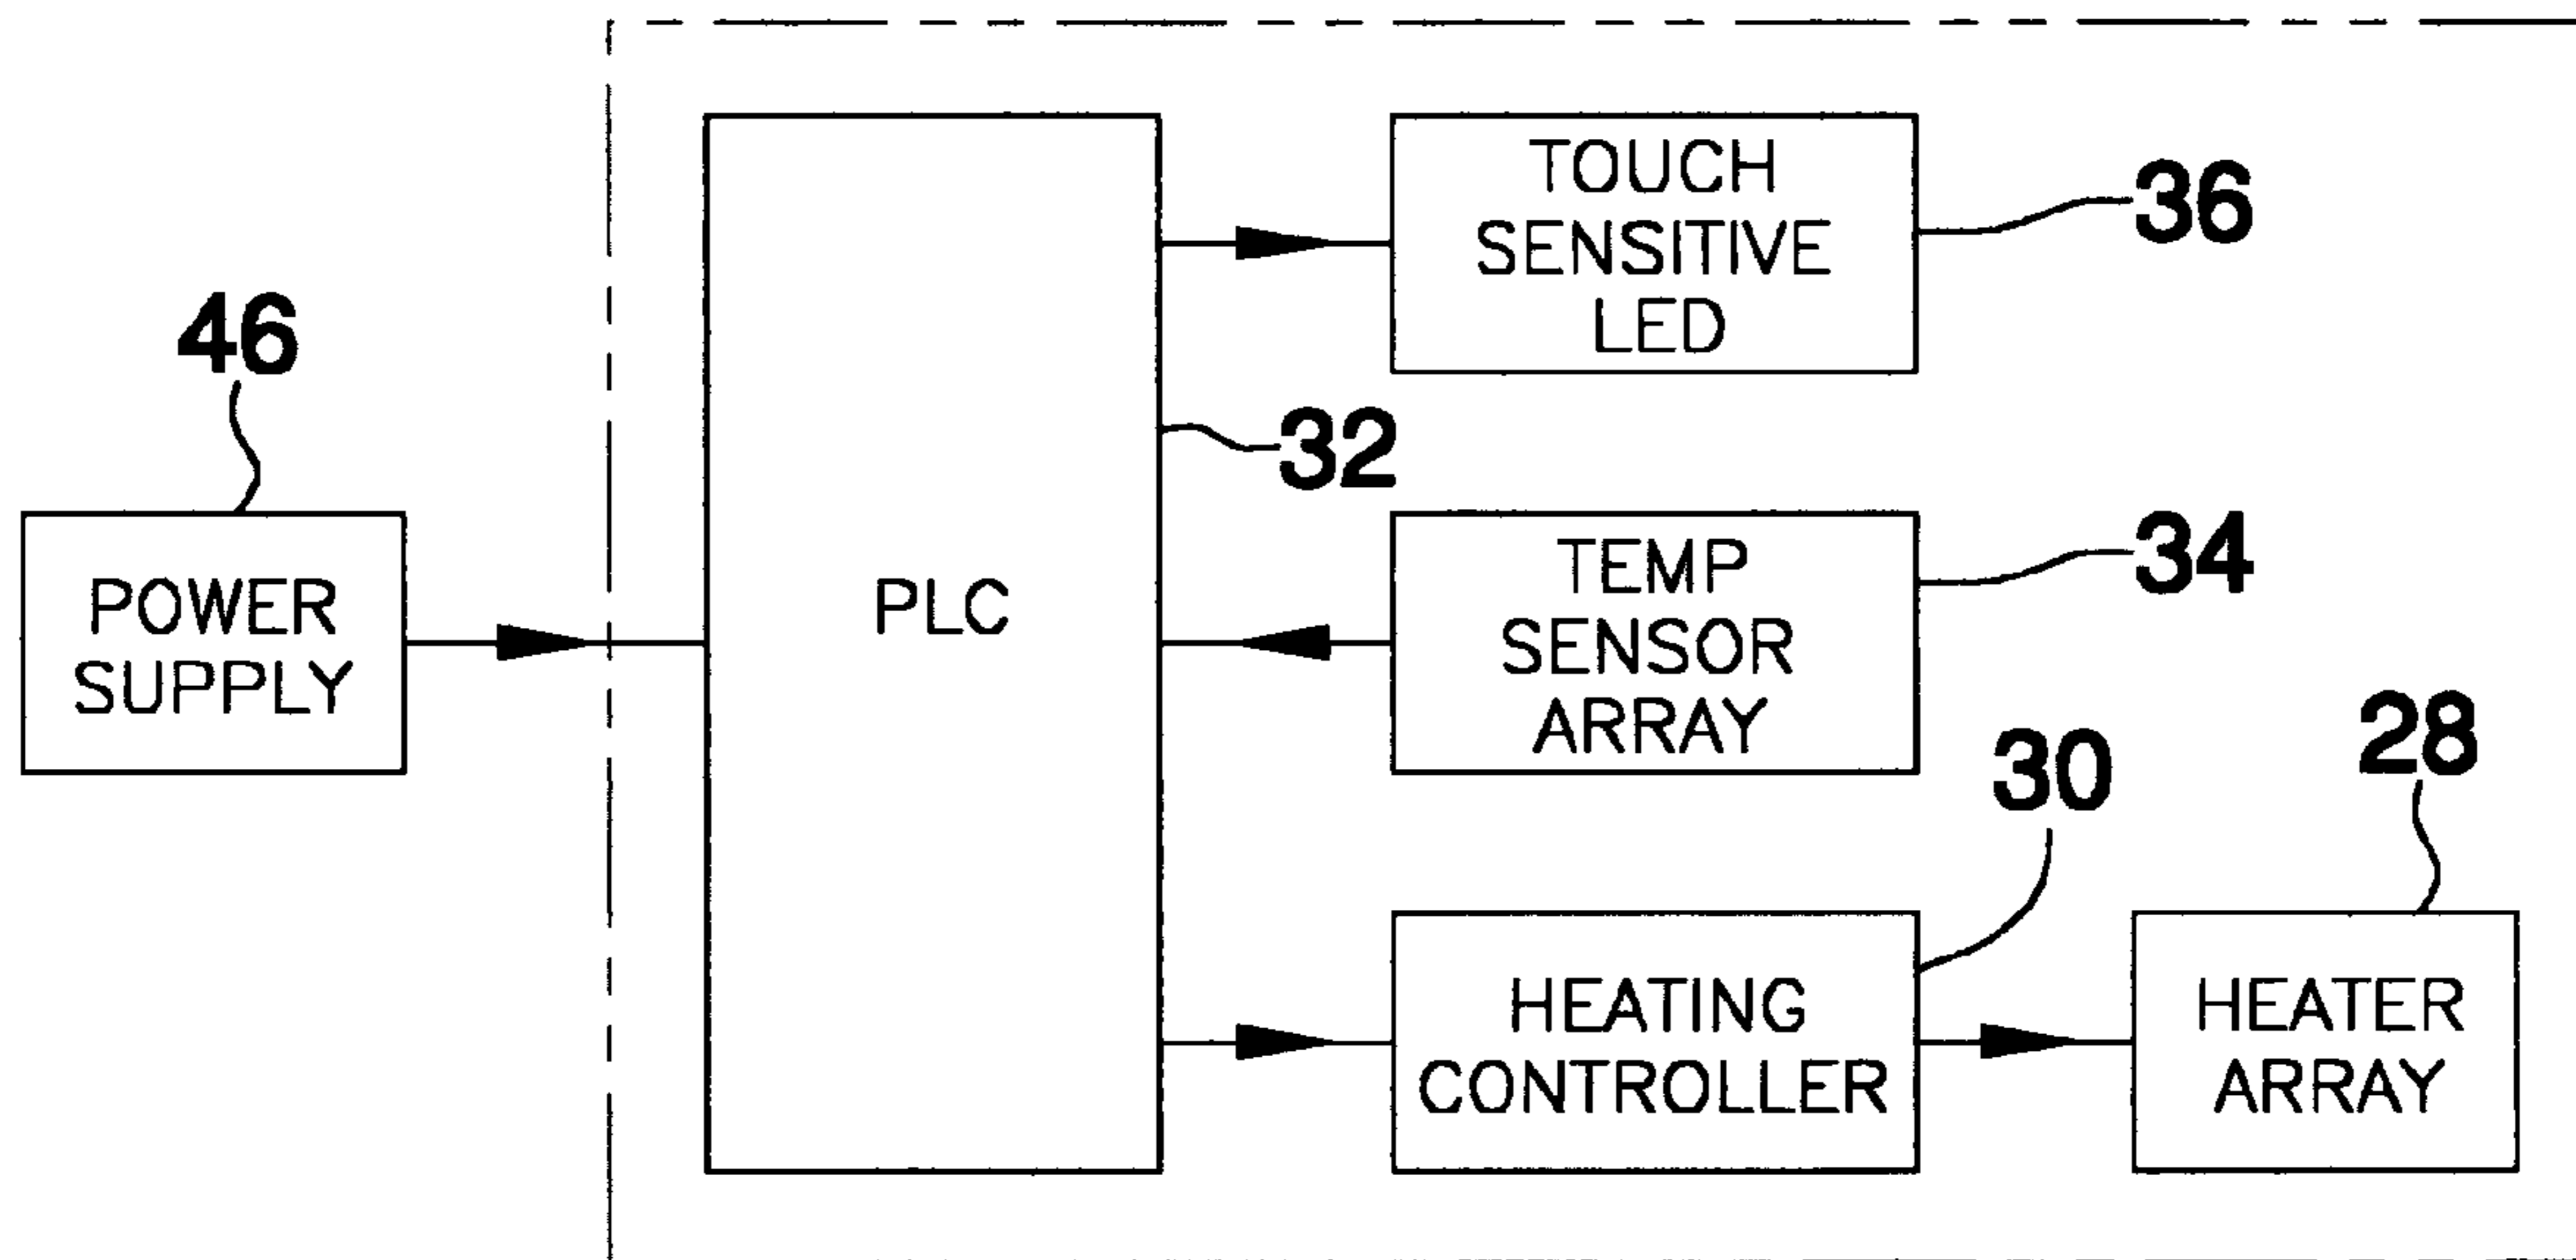 46
POWER
SUPPLY
PLC
32
TOUCH
SENSITIVE
LED
36
TEMP
SENSOR
ARRAY
34
HEATING
CONTROLLER
30
HEATER
ARRAY
28